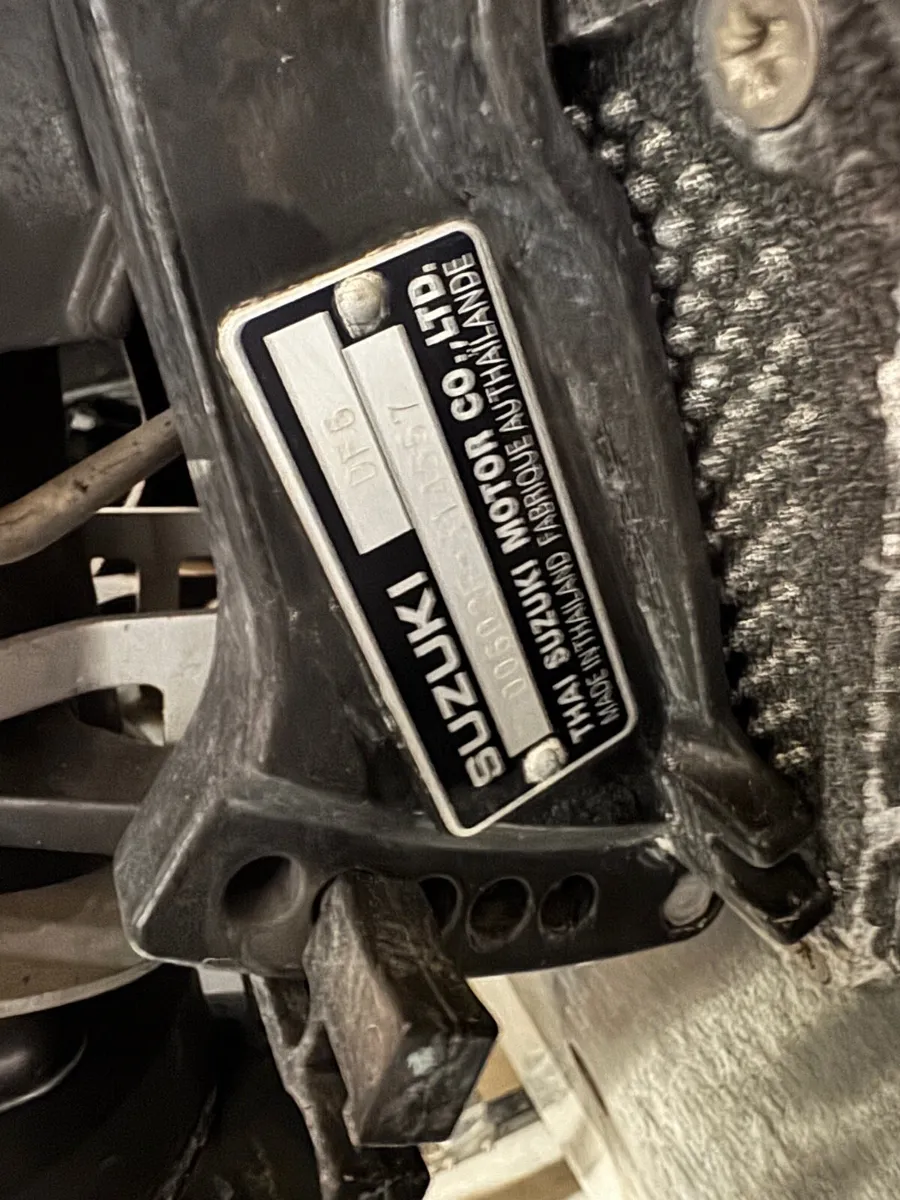 SUZUKI DF6
THAI SUZUKI MOTOR CO., LTD.
MADE IN THAILAND FABRIQUE AU THAILANDE